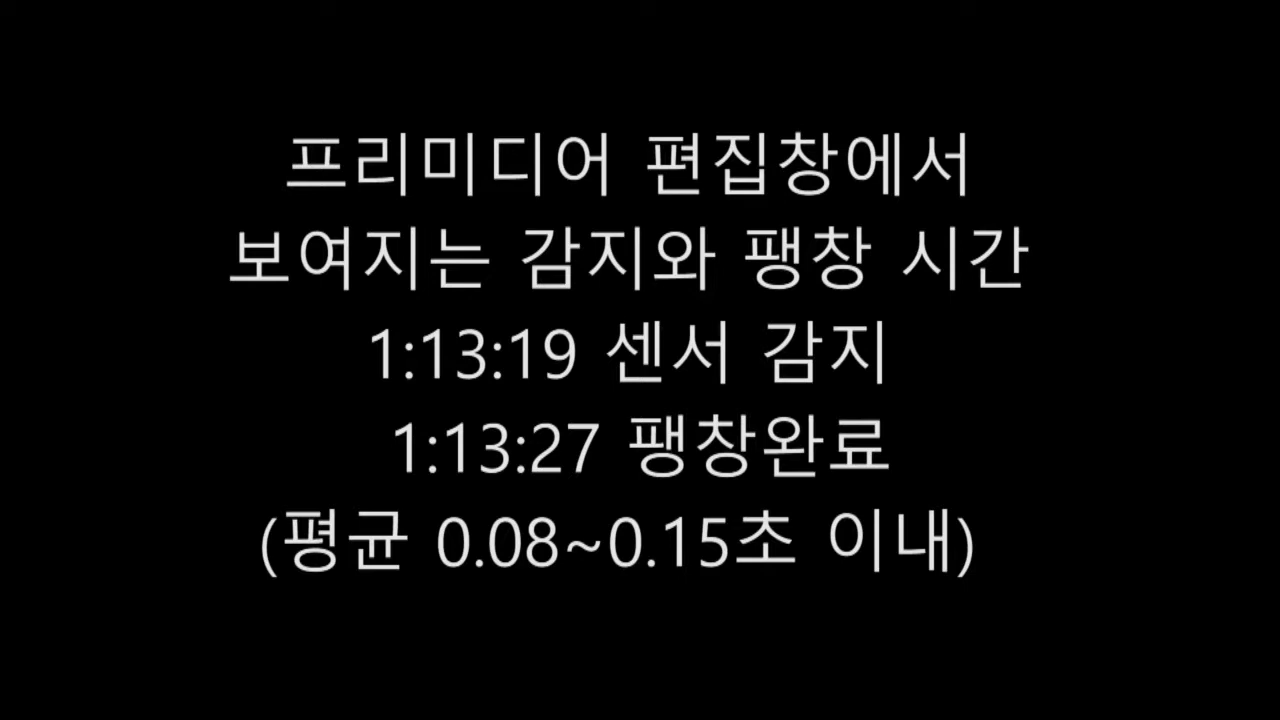 프리미디어 편집창에서
보여지는 감지와 팽창 시간
1:13:19 센서 감지
1:13:27 팽창완료
(평균 0.08~0.15초 이내)